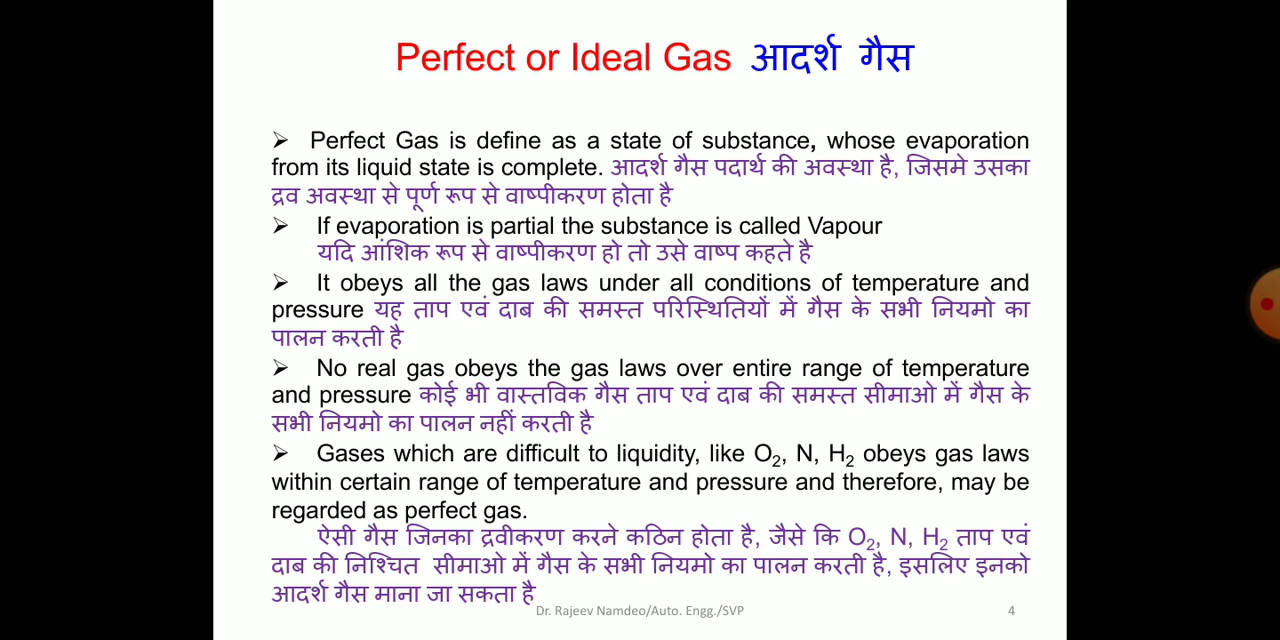 Perfect or Ideal Gas आदर्श गैस
➢ Perfect Gas is define as a state of substance, whose evaporation
from its liquid state is complete. आदर्श गैस पदार्थ की अवस्था है, जिसमे उसका
द्रव अवस्था से पूर्ण रूप से वाष्पीकरण होता है
➢ If evaporation is partial the substance is called Vapour
यदि आंशिक रूप से वाष्पीकरण हो तो उसे वाष्प कहते है
➢ It obeys all the gas laws under all conditions of temperature and
pressure यह ताप एवं दाब की समस्त परिस्थितियों में गैस के सभी नियमो का
पालन करती है
➢ No real gas obeys the gas laws over entire range of temperature
and pressure कोई भी वास्तविक गैस ताप एवं दाब की समस्त सीमाओ में गैस के
सभी नियमो का पालन नहीं करती है
➢ Gases which are difficult to liquidity, like O₂, N, H₂ obeys gas laws
within certain range of temperature and pressure and therefore, may be
regarded as perfect gas.
ऐसी गैस जिनका द्रवीकरण करने कठिन होता है, जैसे कि O₂, N, H₂ ताप एवं
दाब की निश्चित सीमाओ में गैस के सभी नियमो का पालन करती है, इसलिए इनको
आदर्श गैस माना जा सकता है
Dr. Rajeev Namdeo/Auto. Engg./SVP 4